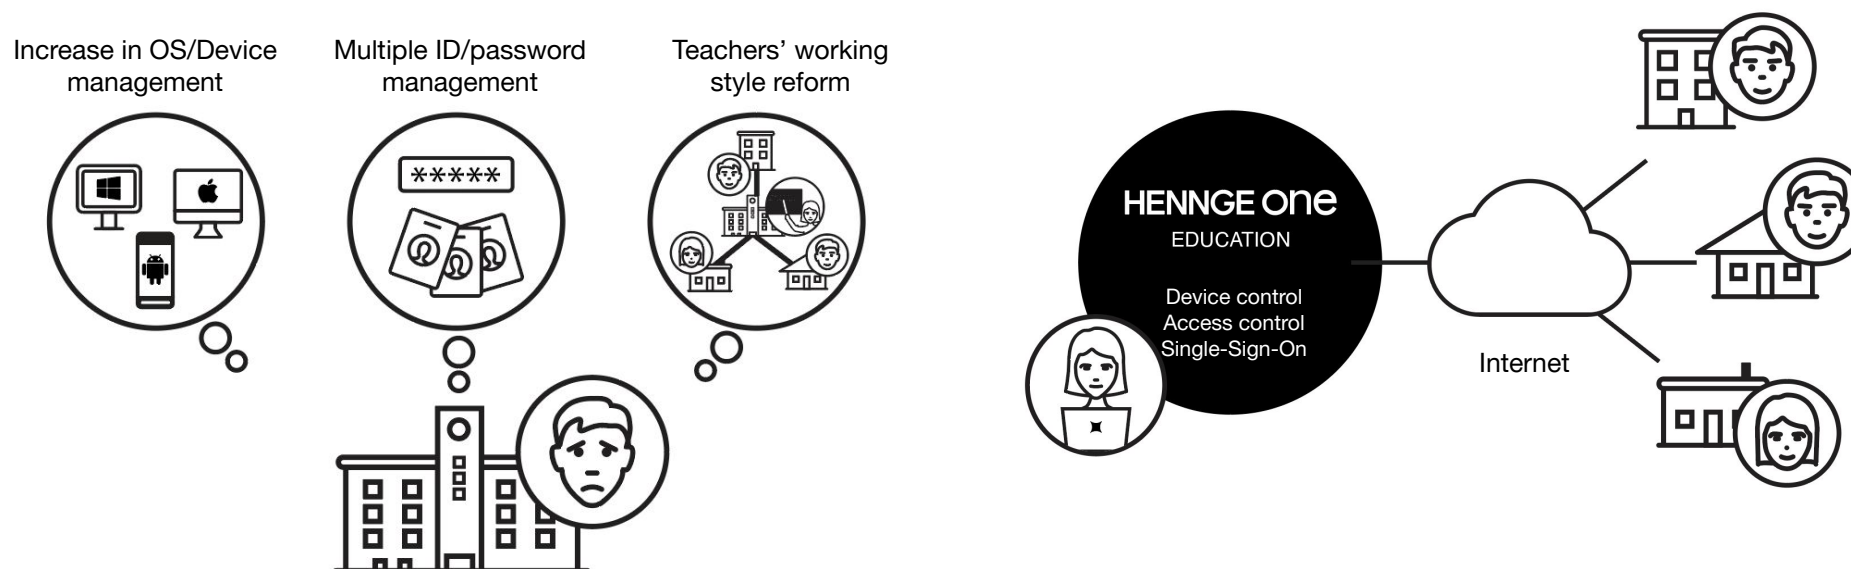 Increase in OS/Device
management
Multiple ID/password
management
Teachers’ working
style reform
*****
HENNGE one
EDUCATION
Device control
Access control
Single-Sign-On
Internet